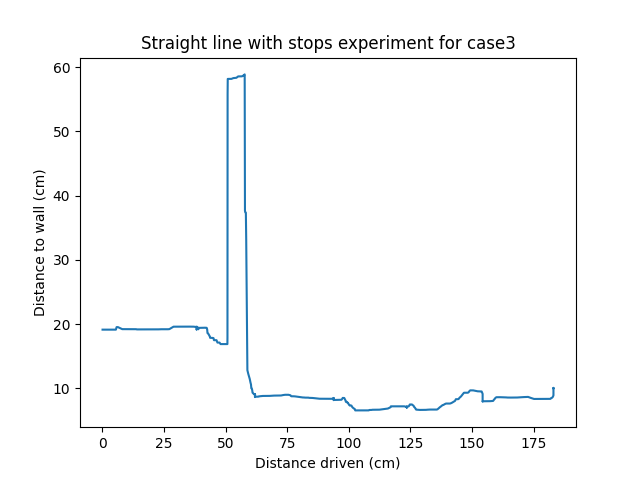 Straight line with stops experiment for case3
60
50
40
30
20
10
Distance to wall (cm)
0 25 50 75 100 125 150 175
Distance driven (cm)